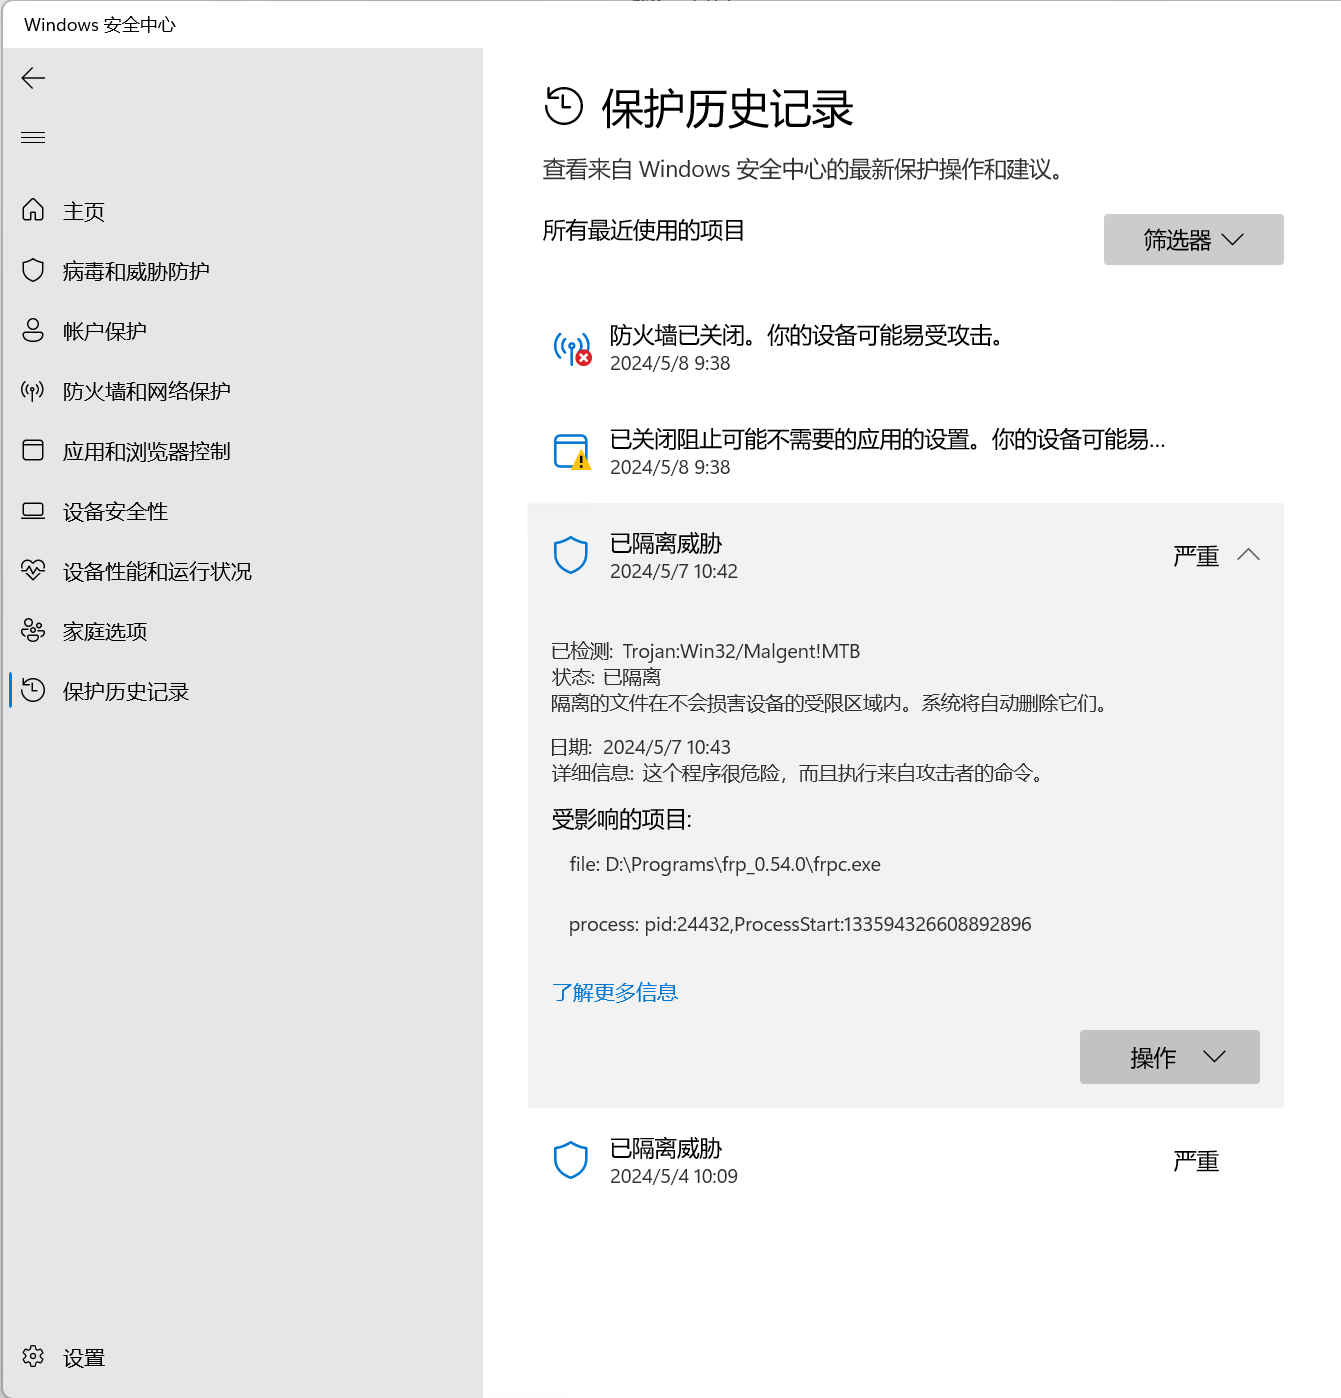 Windows 安全中心
主页
病毒和威胁防护
帐户保护
防火墙和网络保护
应用和浏览器控制
设备安全性
设备性能和运行状况
家庭选项
保护历史记录
设置
保护历史记录
查看来自 Windows 安全中心的最新保护操作和建议。
所有最近使用的项目
筛选器
防火墙已关闭。你的设备可能易受攻击。
2024/5/8 9:38
已关闭阻止可能不需要的应用的设置。你的设备可能易...
2024/5/8 9:38
已隔离威胁
2024/5/7 10:42
严重
已检测: Trojan:Win32/Malgent!MTB
状态: 已隔离
隔离的文件在不会损害设备的受限区域内。系统将自动删除它们。
日期: 2024/5/7 10:43
详细信息: 这个程序很危险，而且执行来自攻击者的命令。
受影响的项目:
file: D:\Programs\frp_0.54.0\frpc.exe
process: pid:24432,ProcessStart:133594326608892896
了解更多信息
操作
已隔离威胁
2024/5/4 10:09
严重